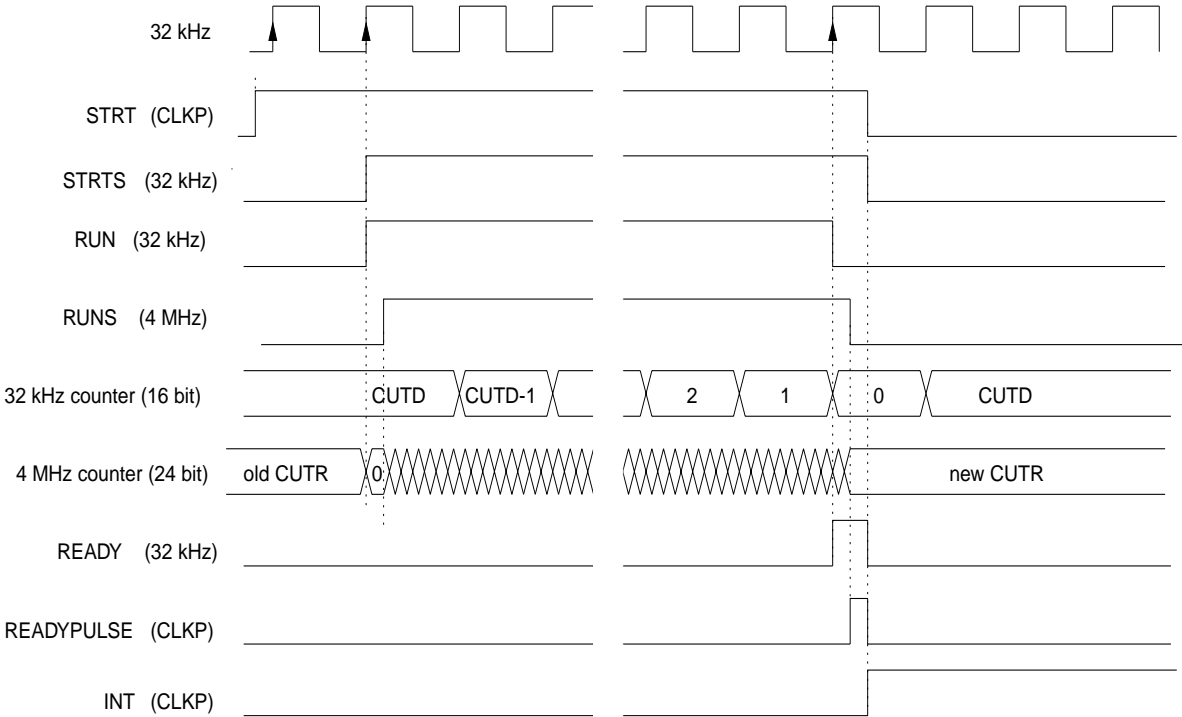 32 kHz
STRT (CLKP)
STRTS (32 kHz)
RUN (32 kHz)
RUNS (4 MHz)
32 kHz counter (16 bit) CUTD CUTD-1 2 1 0 CUTD
4 MHz counter (24 bit) old CUTR 0 new CUTR
READY (32 kHz)
READYPULSE (CLKP)
INT (CLKP)